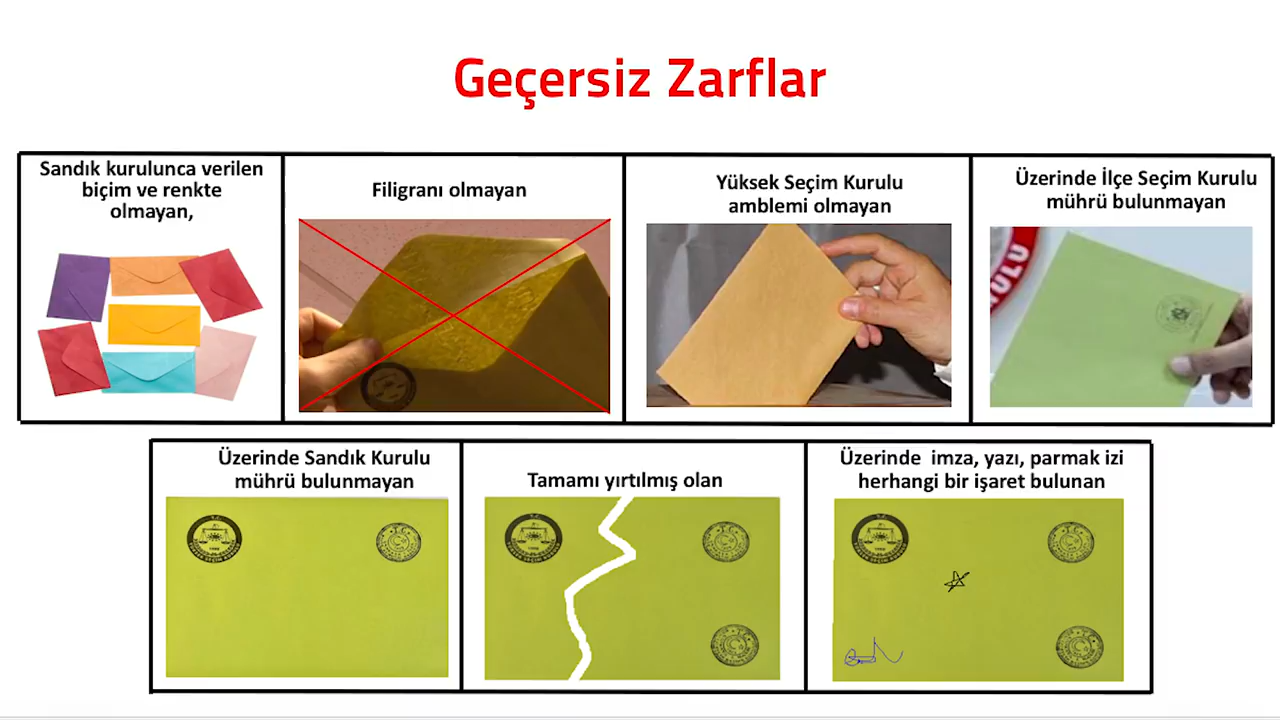 Geçersiz Zarflar
Sandık kurulunca verilen
biçim ve renkte
olmayan,
Filigranı olmayan
Yüksek Seçim Kurulu
amblemi olmayan
Üzerinde İlçe Seçim Kurulu
mührü bulunmayan
Üzerinde Sandık Kurulu
mührü bulunmayan
Tamamı yırtılmış olan
Üzerinde  imza, yazı, parmak izi
herhangi bir işaret bulunan